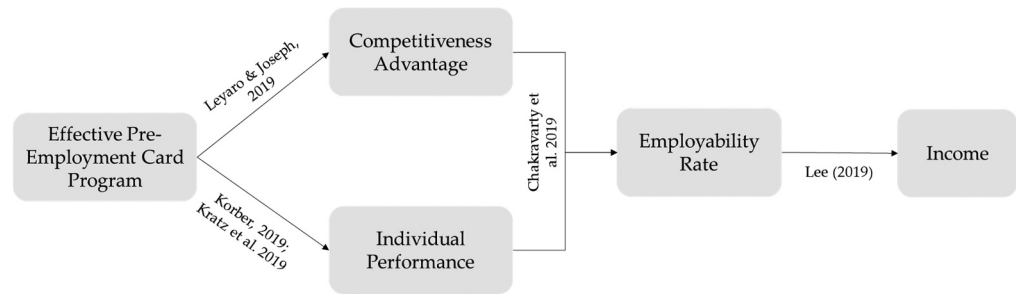 Effective Pre-
Employment Card
Program
Leyaro & Joseph,
2019
Korber, 2019;
Kratz et al. 2019
Competitiveness
Advantage
Individual
Performance
Chakravarty et
al. 2019
Employability
Rate
Lee (2019)
Income